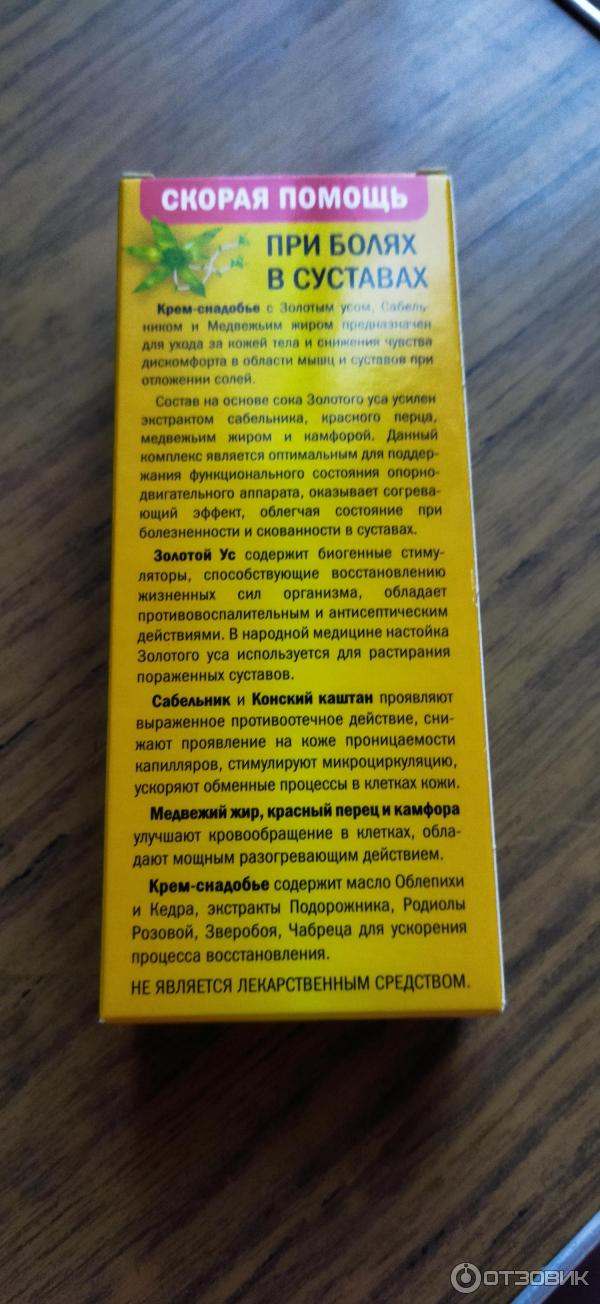 СКОРАЯ ПОМОЩЬ
ПРИ БОЛЯХ
В СУСТАВАХ
Крем-снадобье с Золотым усом, Сабель-
ником и Медвежьим жиром предназначен
для ухода за кожей тела и снижения чувства
дискомфорта в области мышц и суставов при
отложении солей.
Состав на основе сока Золотого уса усилен
экстрактом сабельника, красного перца,
медвежьим жиром и камфорой. Данный
комплекс является оптимальным для поддер-
жания функционального состояния опорно-
двигательного аппарата, оказывает согрева-
ющий эффект, облегчая состояние при
болезненности и скованности в суставах.
Золотой Ус содержит биогенные стиму-
ляторы, способствующие восстановлению
жизненных сил организма, обладает
противовоспалительным и антисептическим
действиями. В народной медицине настойка
Золотого уса используется для растирания
пораженных суставов.
Сабельник и Конский каштан проявляют
выраженное противоотечное действие, сни-
жают проявление на коже проницаемости
капилляров, стимулируют микроциркуляцию,
ускоряют обменные процессы в клетках кожи.
Медвежий жир, красный перец и камфора
улучшают кровообращение в клетках, обла-
дают мощным разогревающим действием.
Крем-снадобье содержит масло Облепихи
и Кедра, экстракты Подорожника, Родиолы
Розовой, Зверобоя, Чабреца для ускорения
процесса восстановления.
НЕ ЯВЛЯЕТСЯ ЛЕКАРСТВЕННЫМ СРЕДСТВОМ.
ОТЗОВИК